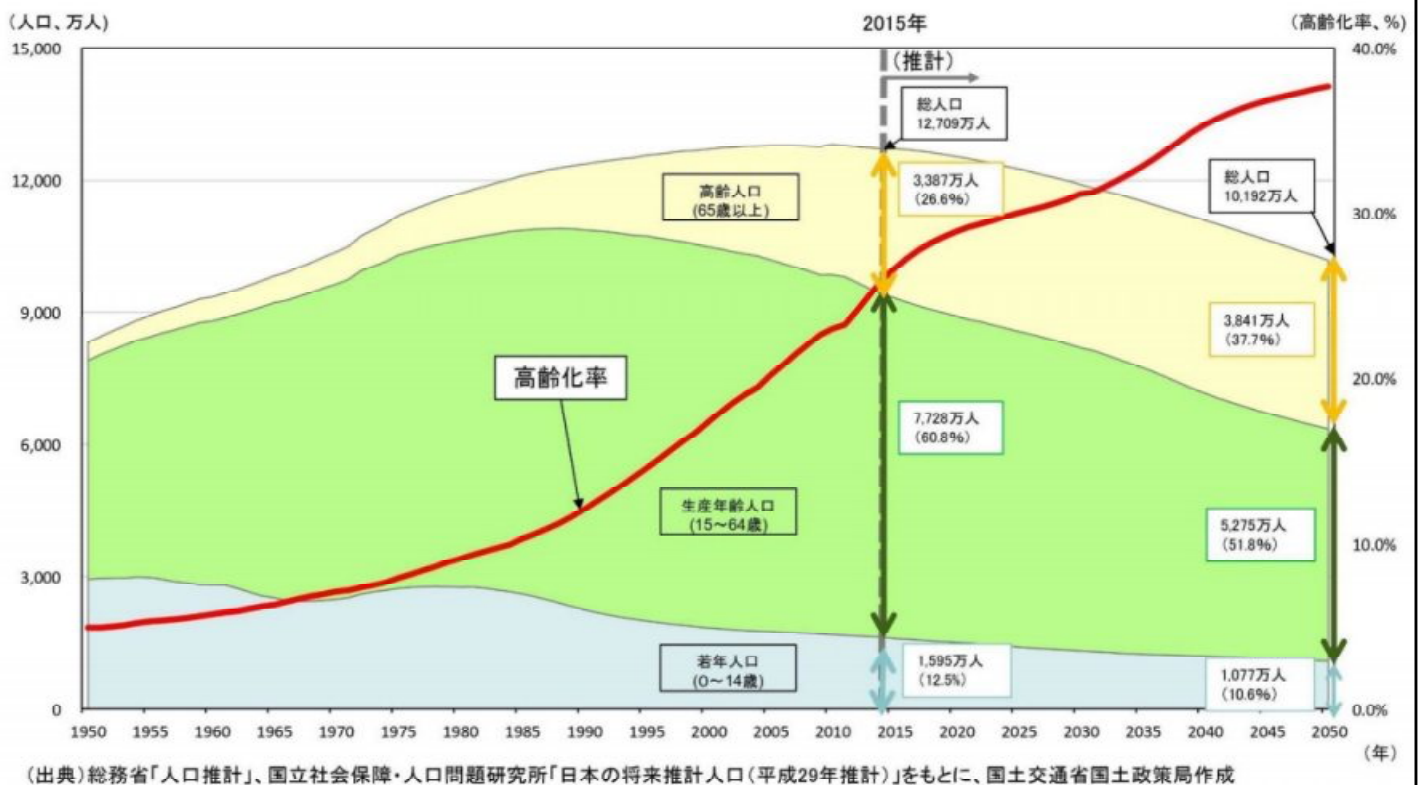 （人口、万人)
2015年
（高齢化率、%)
15,000
40.0%
（推計）
総人口
12,709万人
12,000
高齢人口
(65歳以上)
3,387万人
（26.6%）
総人口
10,192万人
30.0%
9,000
3,841万人
（37.7%）
高齢化率
20.0%
7,728万人
（60.8%）
6,000
生産年齢人口
(15～64歳)
5,275万人
（51.8%）
10.0%
3,000
若年人口
(0～14歳)
1,595万人
（12.5%）
1,077万人
（10.6%）
0
0.0%
1950 1955 1960 1965 1970 1975 1980 1985 1990 1995 2000 2005 2010 2015 2020 2025 2030 2035 2040 2045 2050
（年）
（出典）総務省「人口推計」、国立社会保障・人口問題研究所「日本の将来推計人口（平成29年推計）」をもとに、国土交通省国土政策局作成